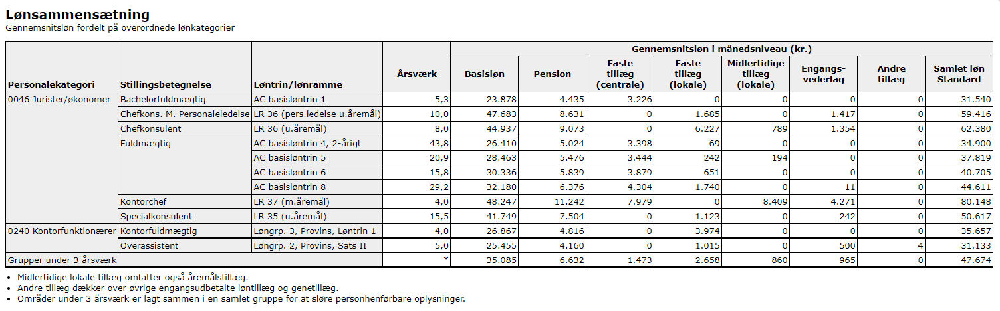 Lønsammensætning
Gennemsnitsløn fordelt på overordnede lønkategorier
Gennemsnitsløn i månedsniveau (kr.)
Personalekategori Stillingsbetegnelse Løntrin/lønramme Årsværk Basisløn Pension Faste tillæg (centrale) Faste tillæg (lokale) Midlertidige tillæg (lokale) Engangs-vederlag Andre tillæg Samlet løn Standard
0046 Jurister/økonomer Bachelorfuldmægtig AC basisløntrin 1 5,3 23.878 4.435 3.226 0 0 0 0 31.540
Chefkons. M. Personaleledelse LR 36 (pers.ledelse u.åremål) 10,0 47.683 8.631 0 1.685 0 1.417 0 59.416
Chefkonsulent LR 36 (u.åremål) 8,0 44.937 9.073 0 6.227 789 1.354 0 62.380
Fuldmægtig AC basisløntrin 4, 2-årigt 43,8 26.410 5.024 3.398 69 0 0 0 34.900
AC basisløntrin 5 20,9 28.463 5.476 3.444 242 194 0 0 37.819
AC basisløntrin 6 15,8 30.336 5.839 3.879 651 0 0 0 40.705
AC basisløntrin 8 29,2 32.180 6.376 4.304 1.740 0 11 0 44.611
Kontorchef LR 37 (m.åremål) 4,0 48.247 11.242 7.979 0 8.409 4.271 0 80.148
Specialkonsulent LR 35 (u.åremål) 15,5 41.749 7.504 0 1.123 0 242 0 50.617
0240 Kontorfunktionærer Kontorfuldmægtig Løngrp. 3, Provins, Løntrin 1 4,0 26.867 4.816 0 3.974 0 0 0 35.657
Overassistent Løngrp. 2, Provins, Sats II 5,0 25.455 4.160 0 1.015 0 500 4 31.133
Grupper under 3 årsværk * 35.085 6.632 1.473 2.658 860 965 0 47.674
• Midlertidige lokale tillæg omfatter også åremålstillæg.
• Andre tillæg dækker over øvrige engangsudbetalte løntillæg og genetillæg.
• Områder under 3 årsværk er lagt sammen i en samlet gruppe for at sløre personhenførbare oplysninger.